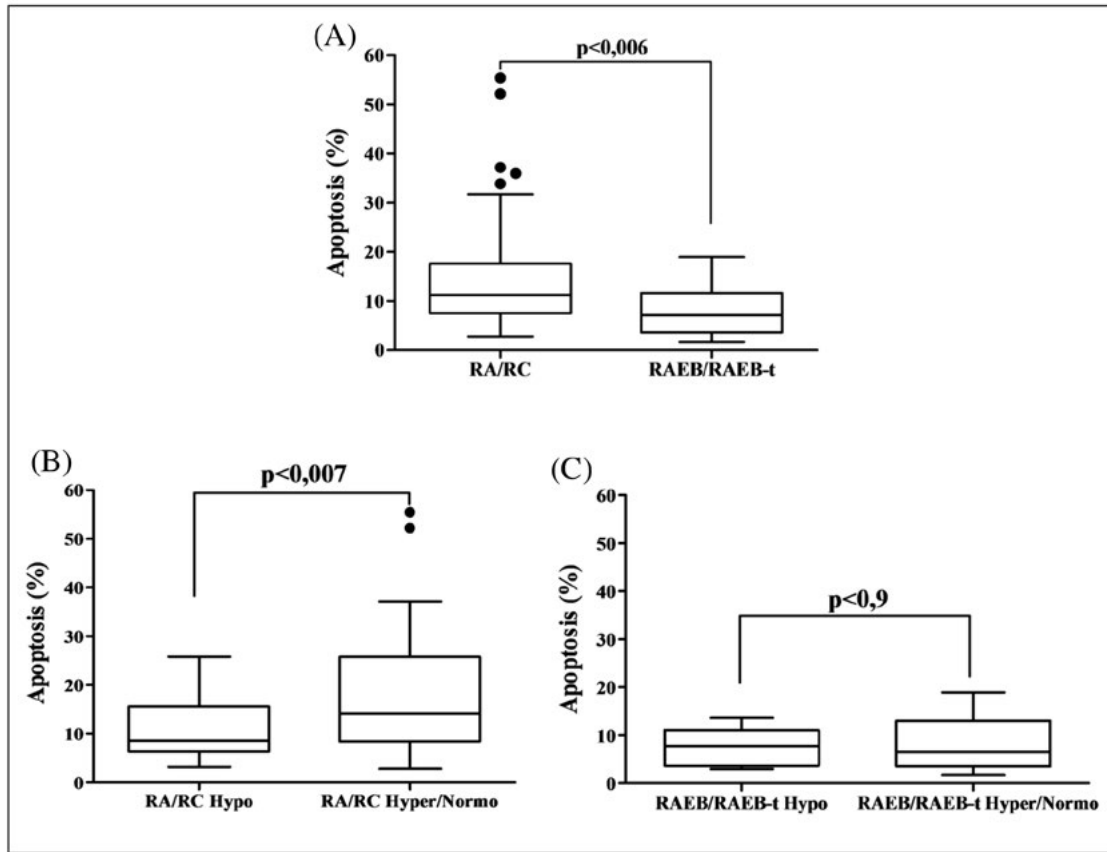 (A)
p<0,006
60
50
40
30
20
10
0
Apoptosis (%)
RA/RC
RAEB/RAEB-t
(B)
p<0,007
60
50
40
30
20
10
0
Apoptosis (%)
RA/RC Hypo
RA/RC Hyper/Normo
(C)
p<0,9
60
50
40
30
20
10
0
Apoptosis (%)
RAEB/RAEB-t Hypo
RAEB/RAEB-t Hyper/Normo